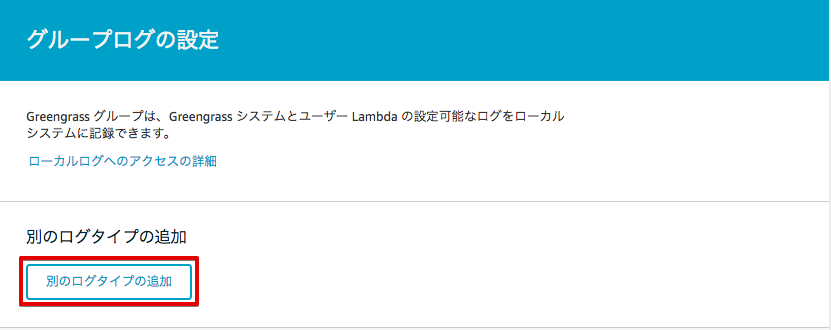 グループログの設定
Greengrass グループは、Greengrass システムとユーザー Lambda の設定可能なログをローカル
システムに記録できます。
ローカルログへのアクセスの詳細
別のログタイプの追加
別のログタイプの追加